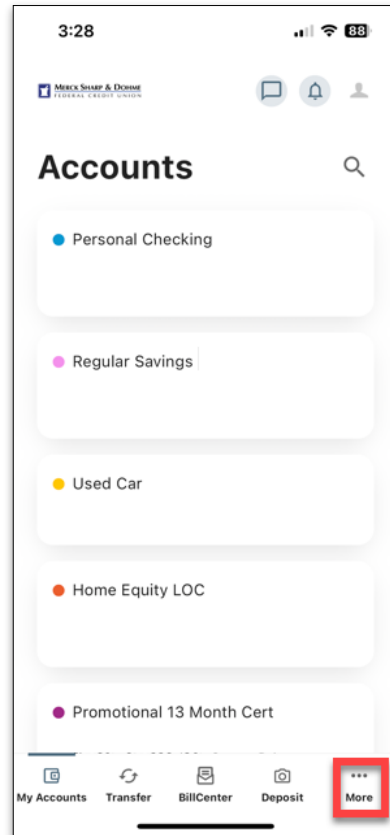 3:28
88
MERCK SHARP & DOHME
FEDERAL CREDIT UNION
Accounts
Personal Checking
Regular Savings
Used Car
Home Equity LOC
Promotional 13 Month Cert
My Accounts Transfer BillCenter Deposit More